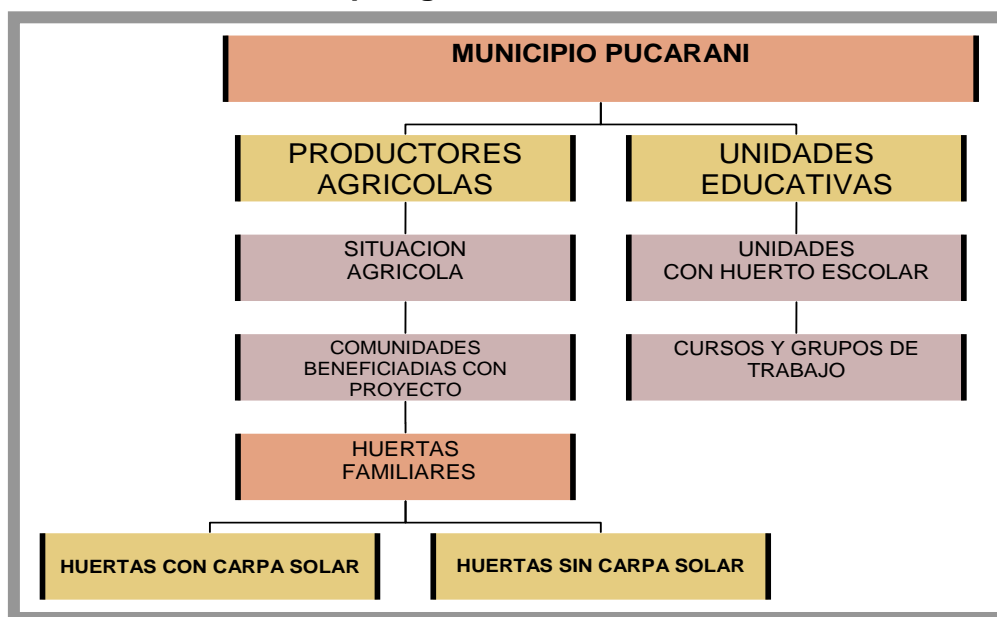 MUNICIPIO PUCARANI
PRODUCTORES
AGRICOLAS
UNIDADES
EDUCATIVAS
SITUACION
AGRICOLA
UNIDADES
CON HUERTO ESCOLAR
COMUNIDADES
BENEFICIADIAS CON
PROYECTO
CURSOS Y GRUPOS DE
TRABAJO
HUERTAS
FAMILIARES
HUERTAS CON CARPA SOLAR
HUERTAS SIN CARPA SOLAR